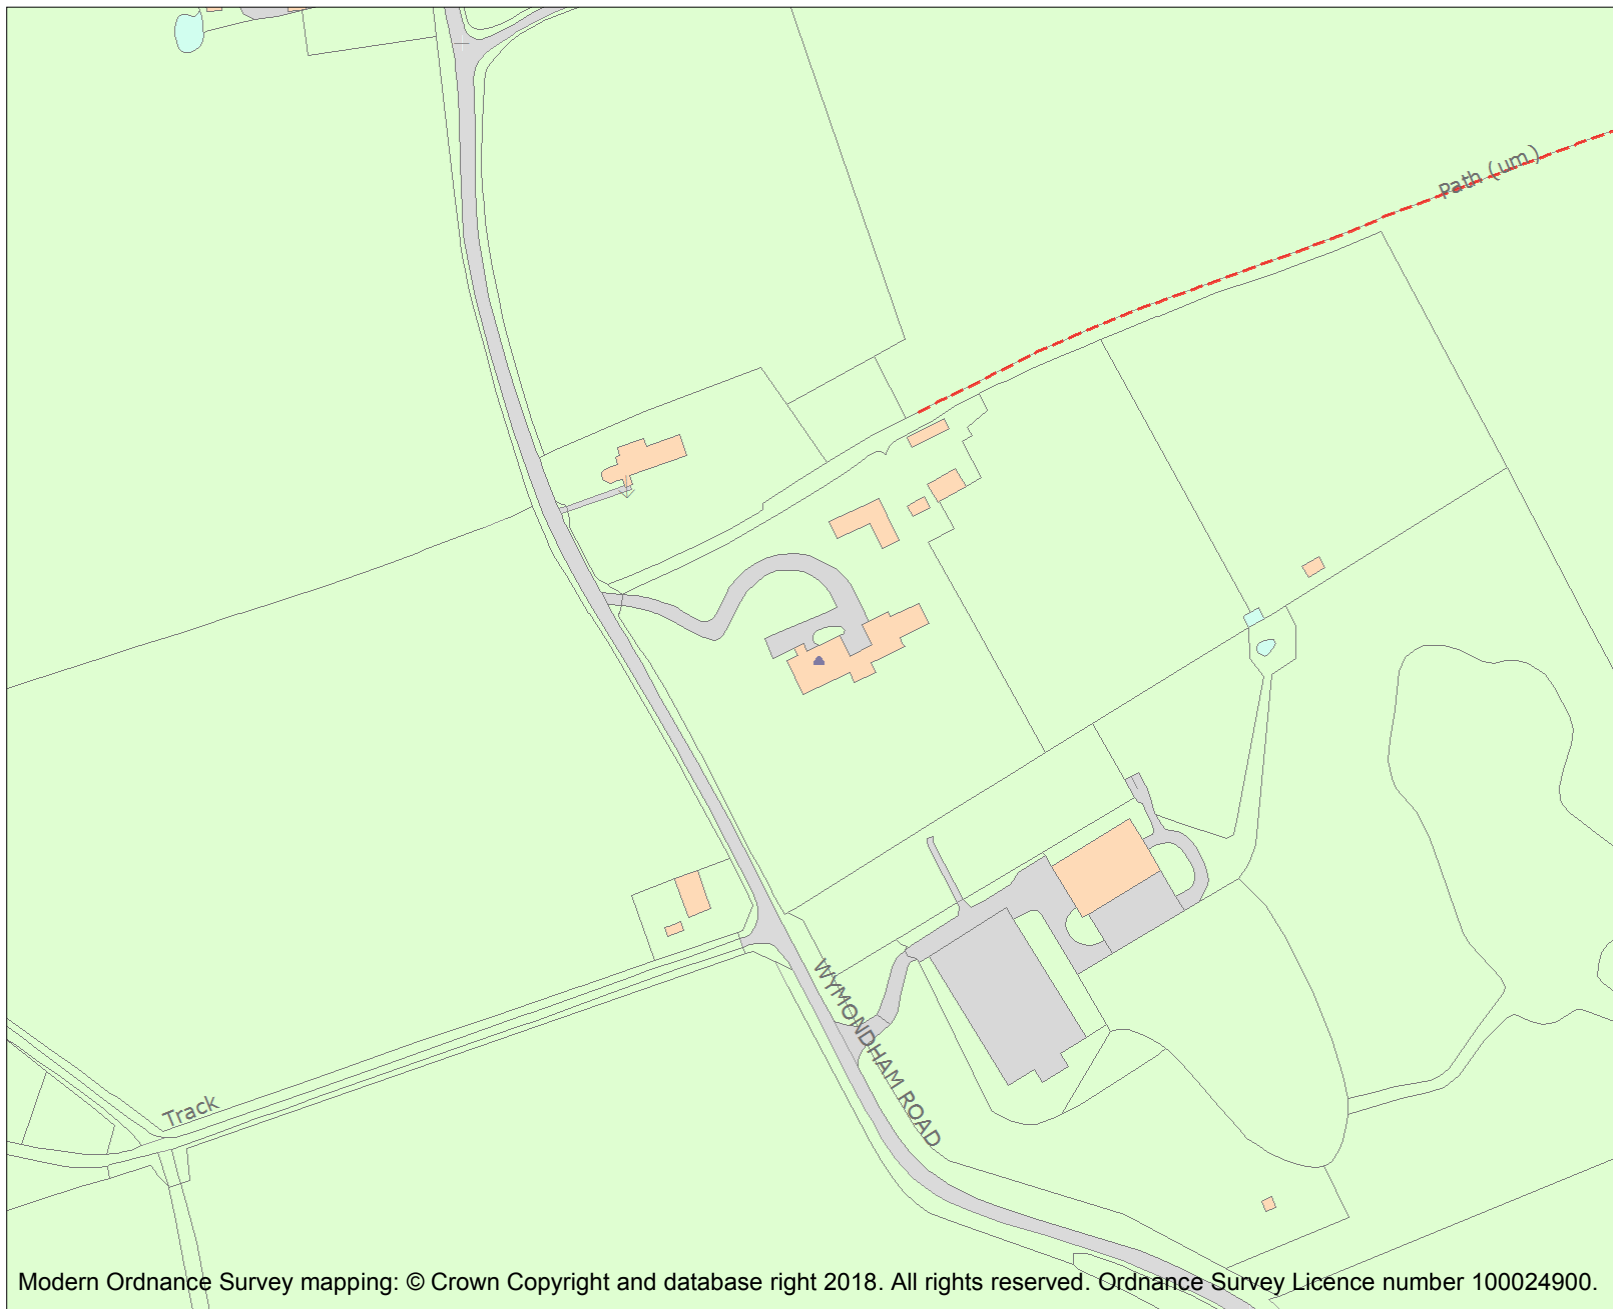 Path (um)
WYMONDHAM ROAD
Track
Modern Ordnance Survey mapping: © Crown Copyright and database right 2018. All rights reserved. Ordnance Survey Licence number 100024900.